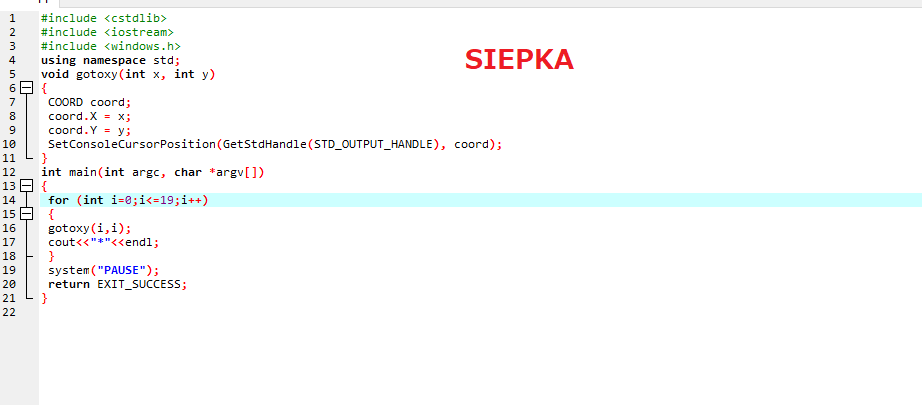 1 #include <cstdlib>
2 #include <iostream>
3 #include <windows.h>
SIEPKA
4 using namespace std;
5 void gotoxy(int x, int y)
6 {
7 COORD coord;
8 coord.X = x;
9 coord.Y = y;
10 SetConsoleCursorPosition(GetStdHandle(STD_OUTPUT_HANDLE), coord);
11 }
12 int main(int argc, char *argv[])
13 {
14 for (int i=0;i<=19;i++)
15 {
16 gotoxy(i,i);
17 cout<<"*"<<endl;
18 }
19 system("PAUSE");
20 return EXIT_SUCCESS;
21 }
22